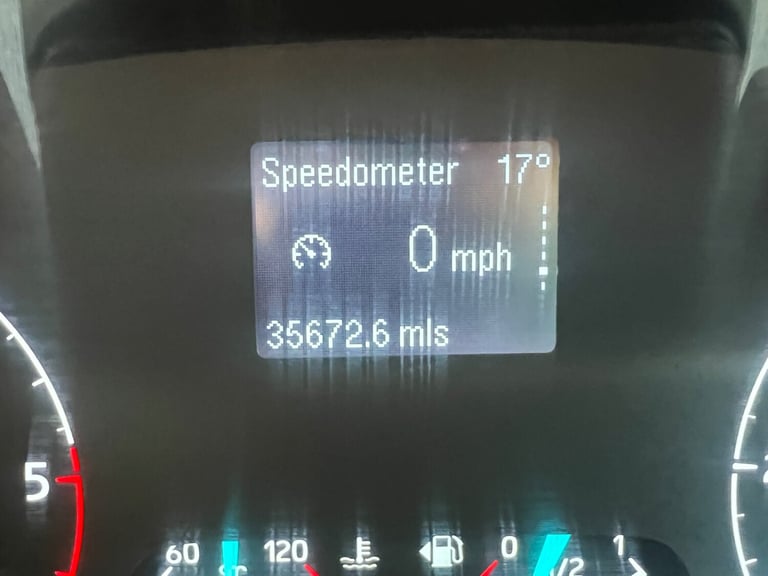 Speedometer 17°
0 mph
35672.6 mls
5
60 120 0 1/2 1
°C